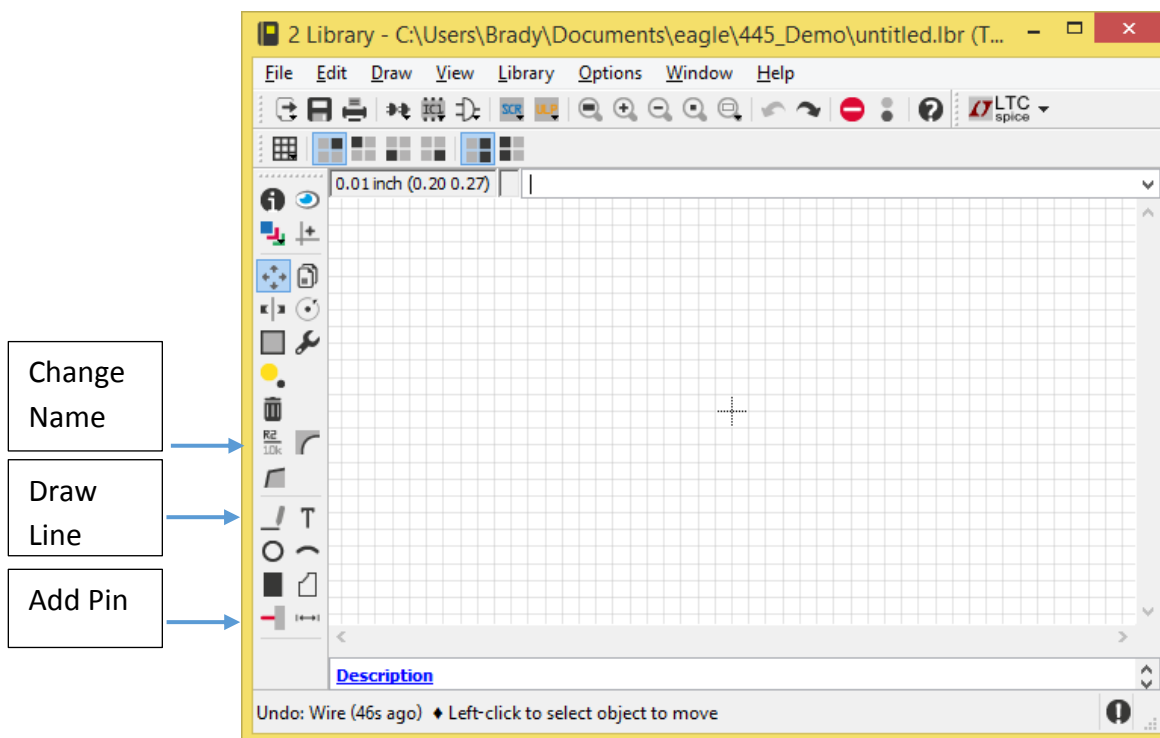 2 Library - C:\Users\Brady\Documents\eagle\445_Demo\untitled.lbr (T...
File Edit Draw View Library Options Window Help
SCR ULP LTC
spice
0.01 inch (0.20 0.27)
Change
Name
R2
10k
Draw
Line
T
Add Pin
Description
Undo: Wire (46s ago) ♦ Left-click to select object to move